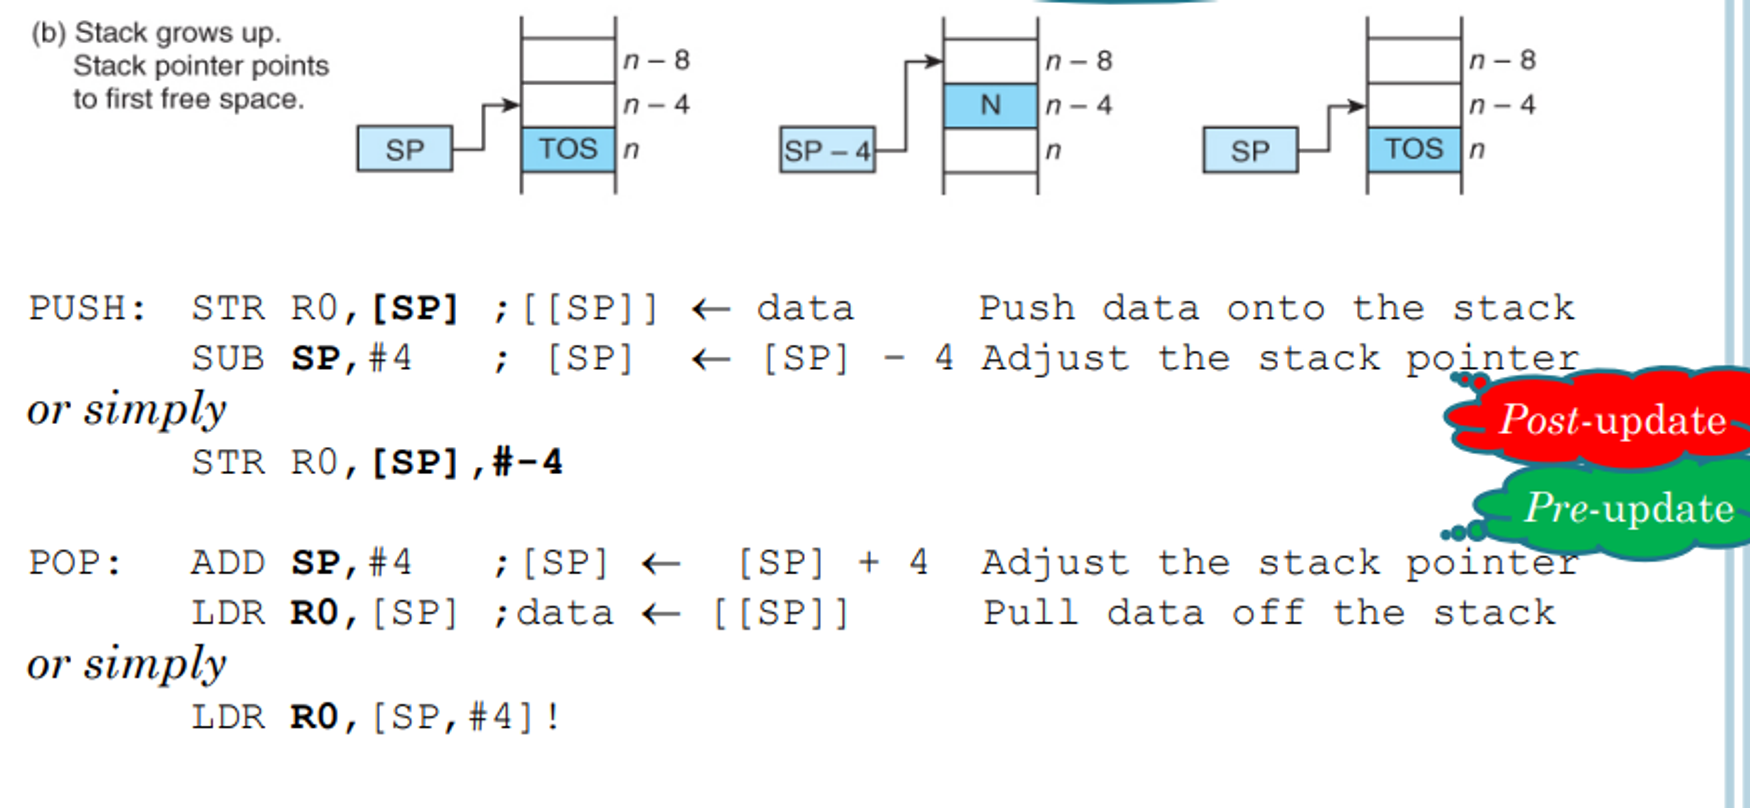 (b) Stack grows up.
Stack pointer points
to first free space.
n – 8
n – 4
SP
TOS
n
n – 8
N
n – 4
SP – 4
n
n – 8
n – 4
SP
TOS
n
PUSH: STR R0,[SP] ;[[SP]] ← data Push data onto the stack
SUB SP,#4 ; [SP] ← [SP] - 4 Adjust the stack pointer
or simply
Post-update
STR R0,[SP],#-4
Pre-update
POP: ADD SP,#4 ;[SP] ← [SP] + 4 Adjust the stack pointer
LDR R0,[SP] ;data ← [[SP]] Pull data off the stack
or simply
LDR R0,[SP,#4]!